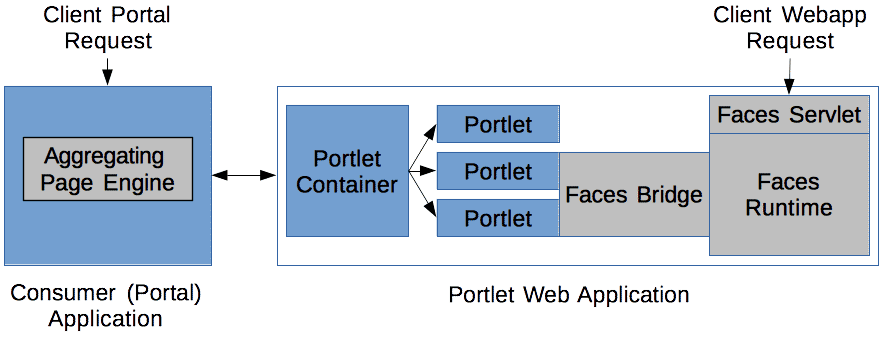 Client Portal
Request
Client Webapp
Request
Aggregating
Page Engine
Portlet
Container
Portlet
Portlet
Portlet
Faces Bridge
Faces Servlet
Faces
Runtime
Consumer (Portal)
Application
Portlet Web Application